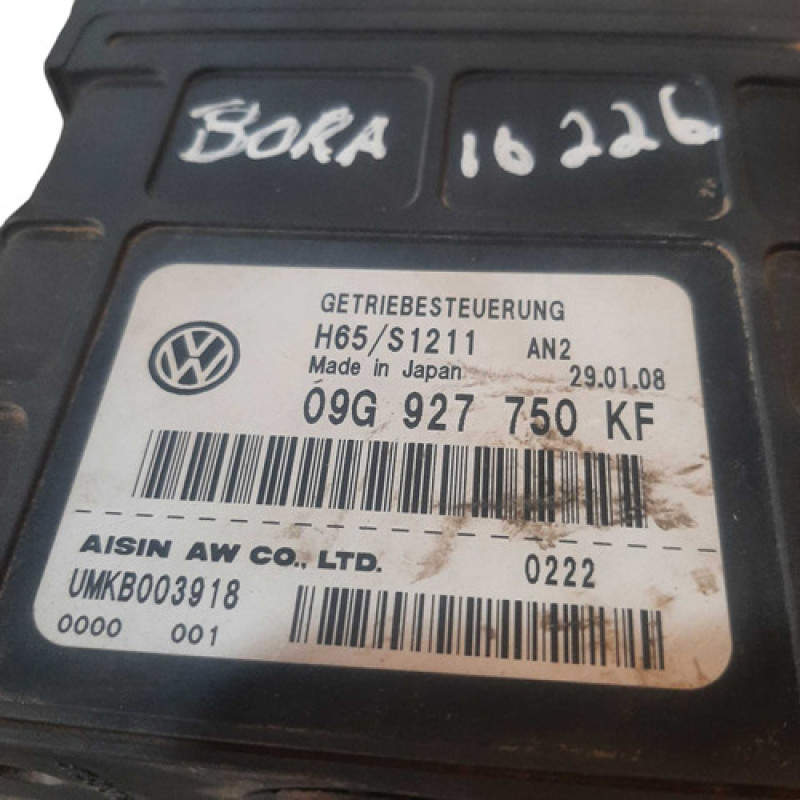 BORA 16226
GETRIEBESTEUERUNG
H65/S1211 AN2
Made in Japan 29.01.08
09G 927 750 KF
AISIN AW CO., LTD. 0222
UMKB003918
0000 001